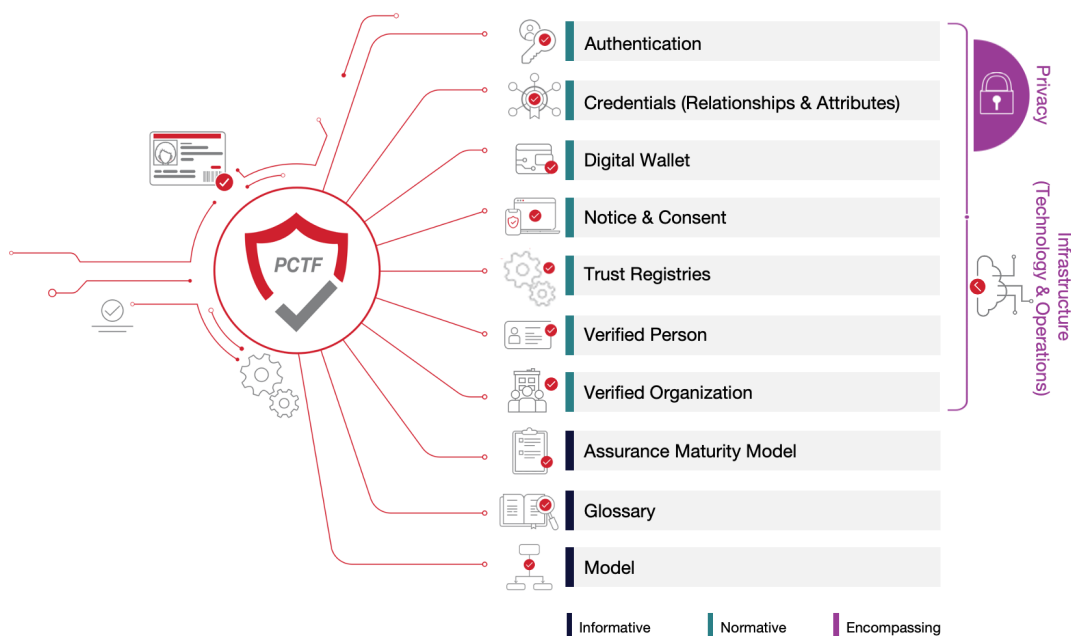 Authentication
Credentials (Relationships & Attributes)
Digital Wallet
Notice & Consent
PCTF
Trust Registries
Verified Person
Verified Organization
Assurance Maturity Model
Glossary
Model
Privacy
Infrastructure
(Technology & Operations)
Informative
Normative
Encompassing